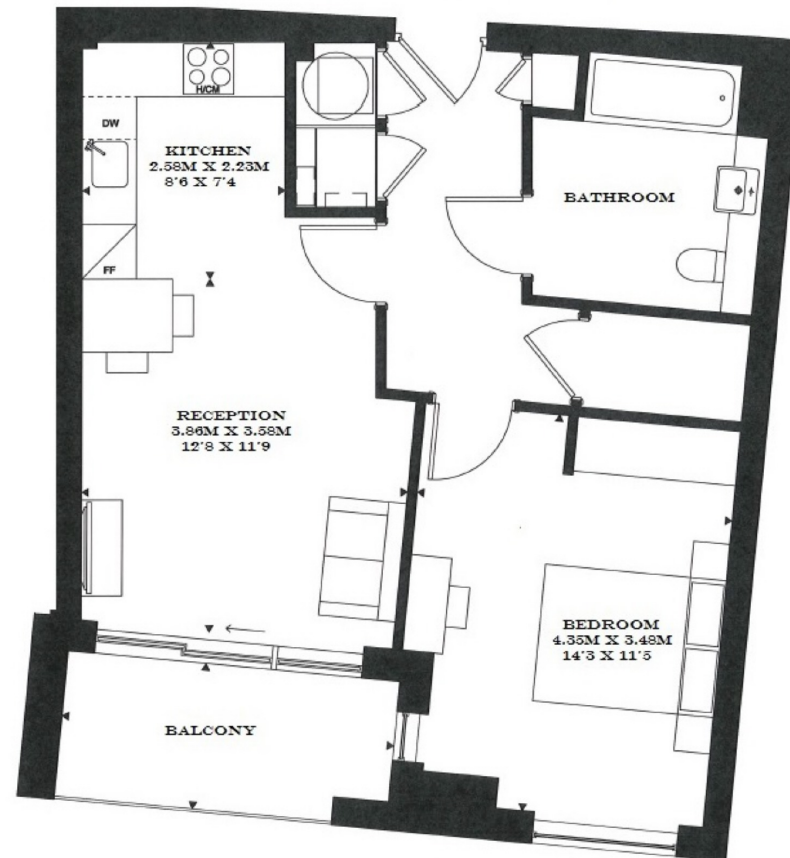 H/CM
DW
KITCHEN
2.58M X 2.23M
8'6 X 7'4
BATHROOM
FF
RECEPTION
3.86M X 3.58M
12'8 X 11'9
BEDROOM
4.35M X 3.48M
14'3 X 11'5
BALCONY